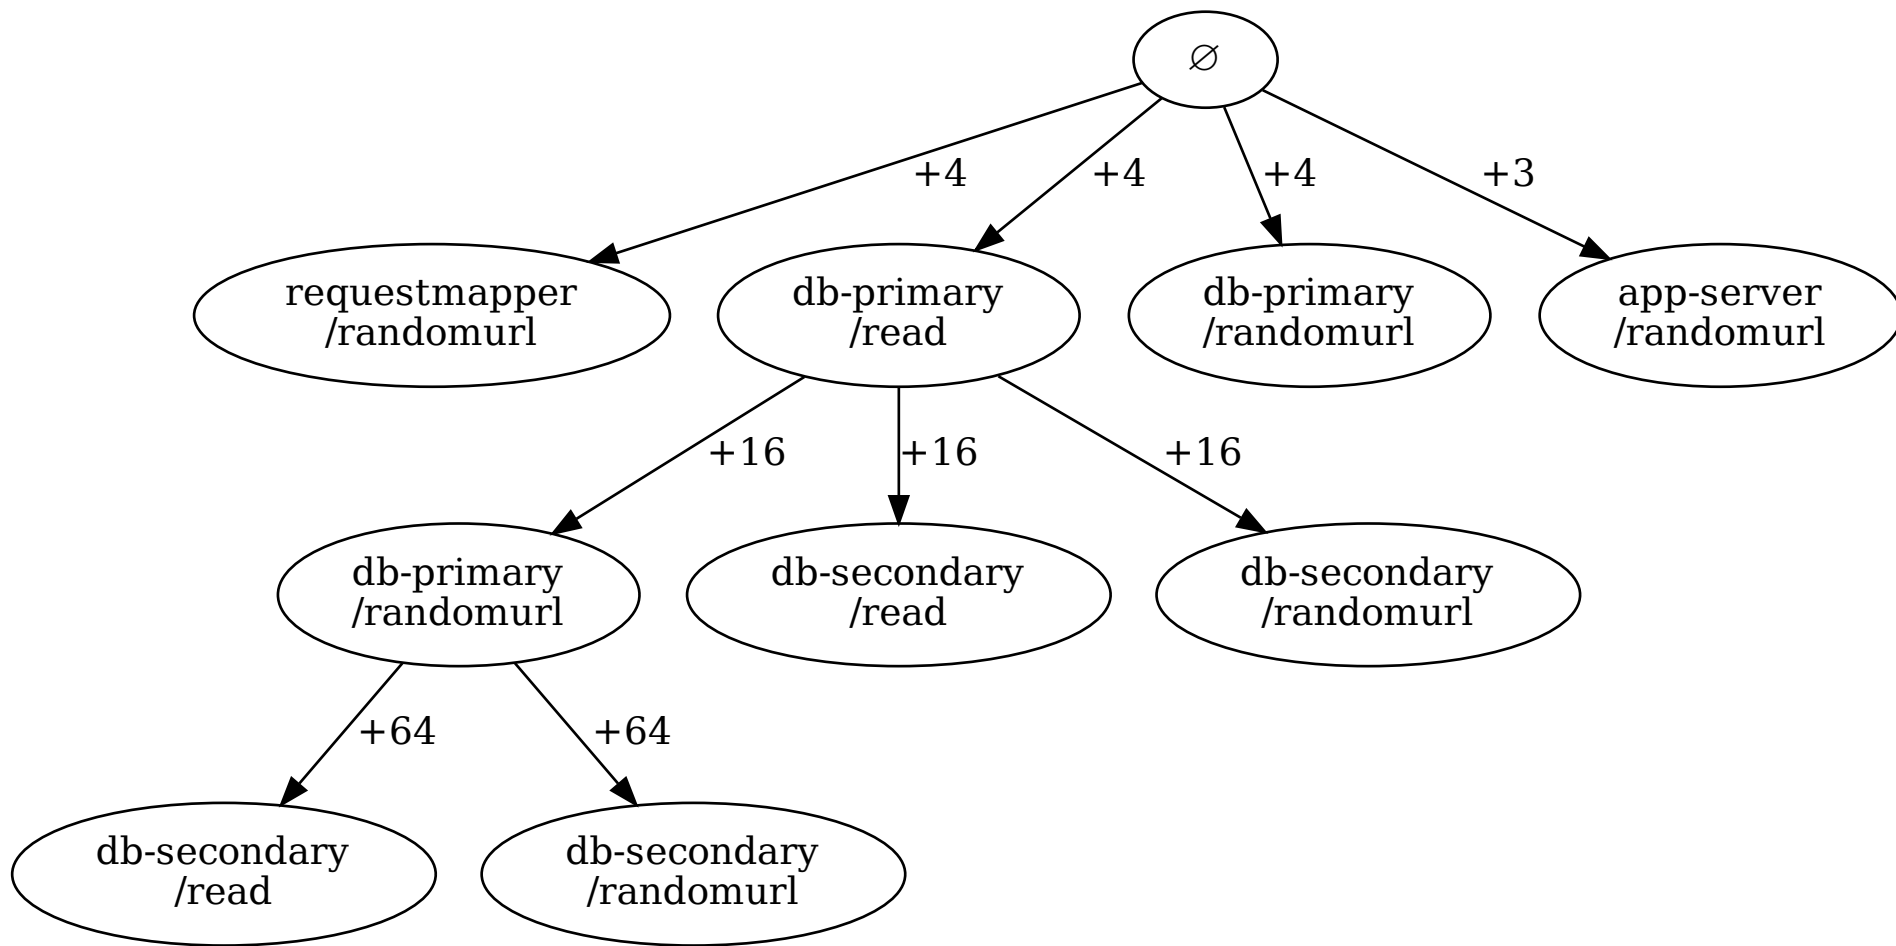 ∅
+4
+4
+4
+3
requestmapper
/randomurl
db-primary
/read
db-primary
/randomurl
app-server
/randomurl
+16
+16
+16
db-primary
/randomurl
db-secondary
/read
db-secondary
/randomurl
+64
+64
db-secondary
/read
db-secondary
/randomurl